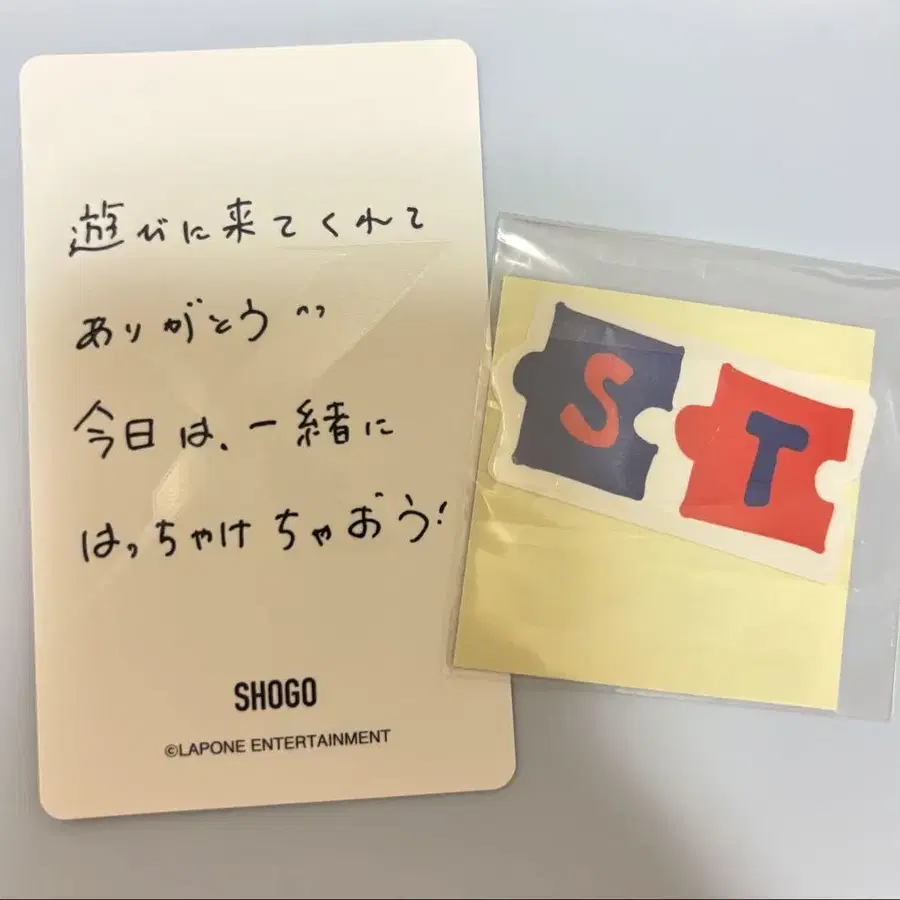 遊びに来てくれて
ありがとう^^
今日は、一緒に
はっちゃけちゃおう!
SHOGO
©LAPONE ENTERTAINMENT
S T